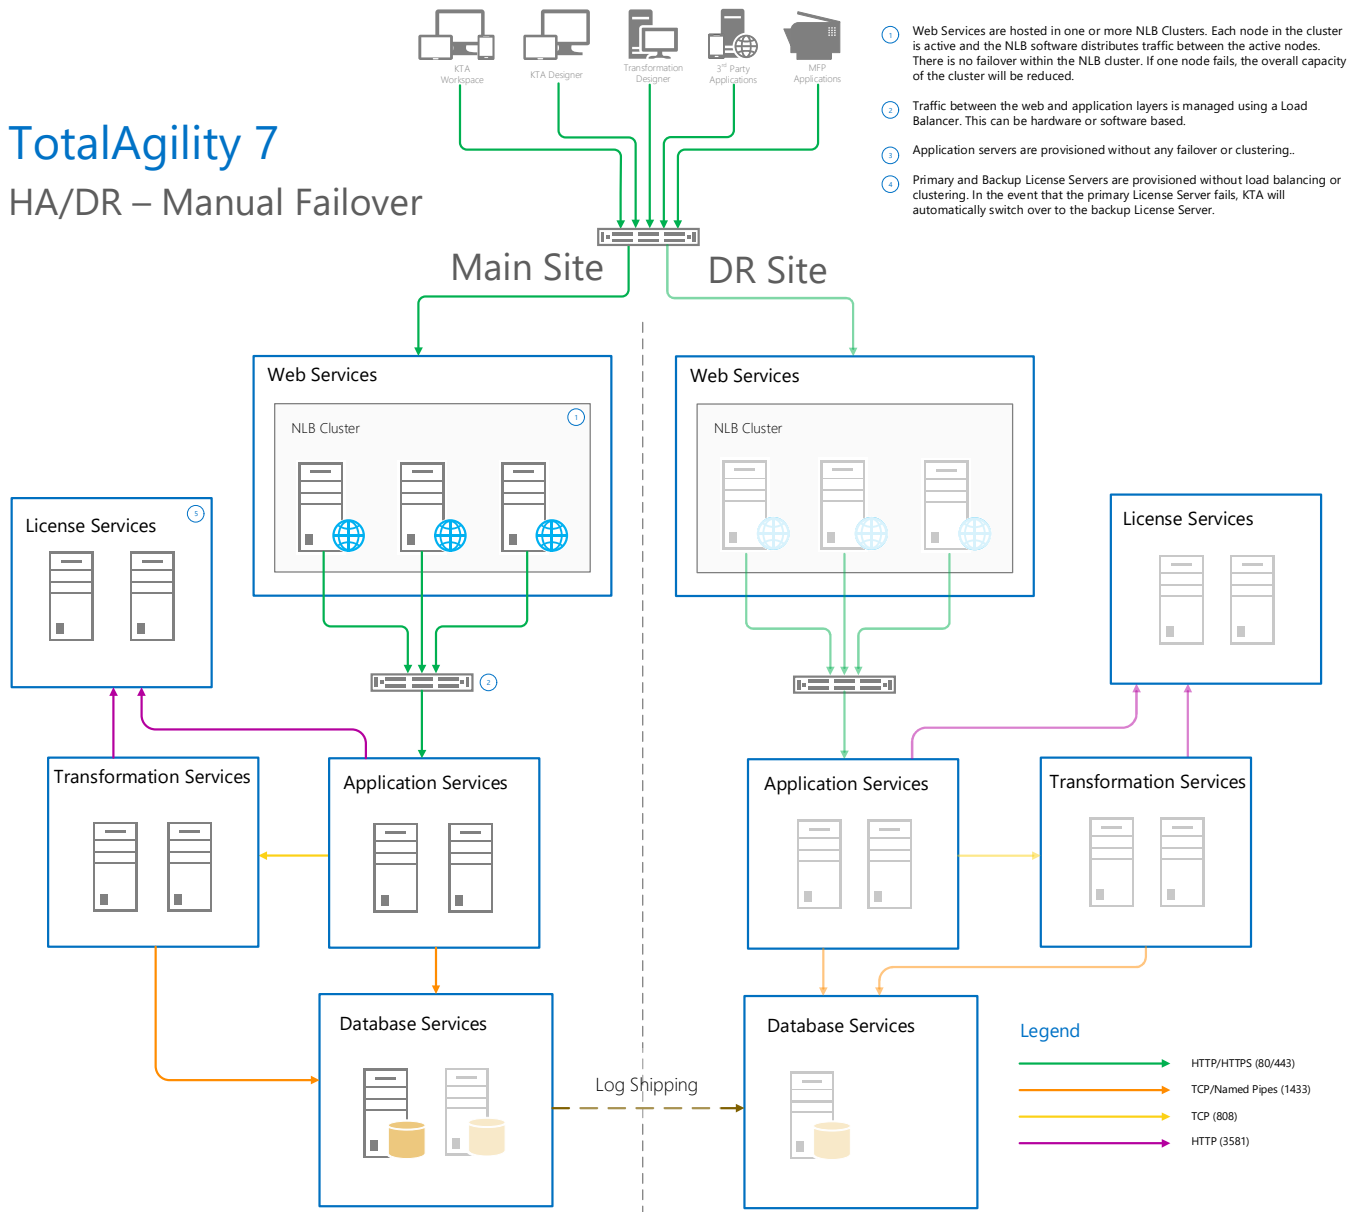 KTA
Workspace
KTA Designer
Transformation
Designer
3rd Party
Applications
MFP
Applications
1
Web Services are hosted in one or more NLB Clusters. Each node in the cluster
is active and the NLB software distributes traffic between the active nodes.
There is no failover within the NLB cluster. If one node fails, the overall capacity
of the cluster will be reduced.
2
Traffic between the web and application layers is managed using a Load
Balancer. This can be hardware or software based.
3
Application servers are provisioned without any failover or clustering..
4
Primary and Backup License Servers are provisioned without load balancing or
clustering. In the event that the primary License Server fails, KTA will
automatically switch over to the backup License Server.
TotalAgility 7
HA/DR – Manual Failover
Main Site
DR Site
Web Services
NLB Cluster
1
Web Services
NLB Cluster
License Services
5
License Services
2
Transformation Services
Application Services
Application Services
Transformation Services
Database Services
Log Shipping
Database Services
Legend
HTTP/HTTPS (80/443)
TCP/Named Pipes (1433)
TCP (808)
HTTP (3581)